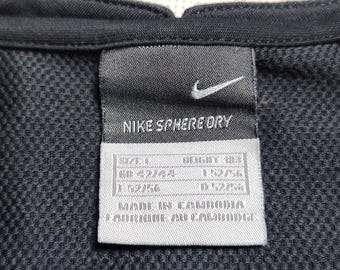 NIKE SPHERE DRY
SIZE L HEIGHT 183
GB 42/44 I 52/56
F 52/56 D 52/56
MADE IN CAMBODIA
FABRIQUE AU CAMBODGE